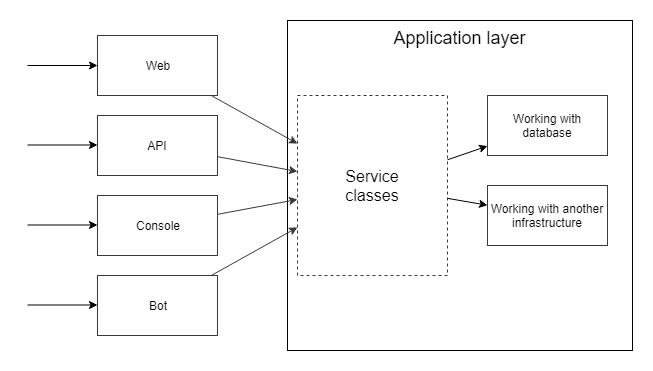 Application layer
Web
API
Console
Bot
Service
classes
Working with
database
Working with another
infrastructure